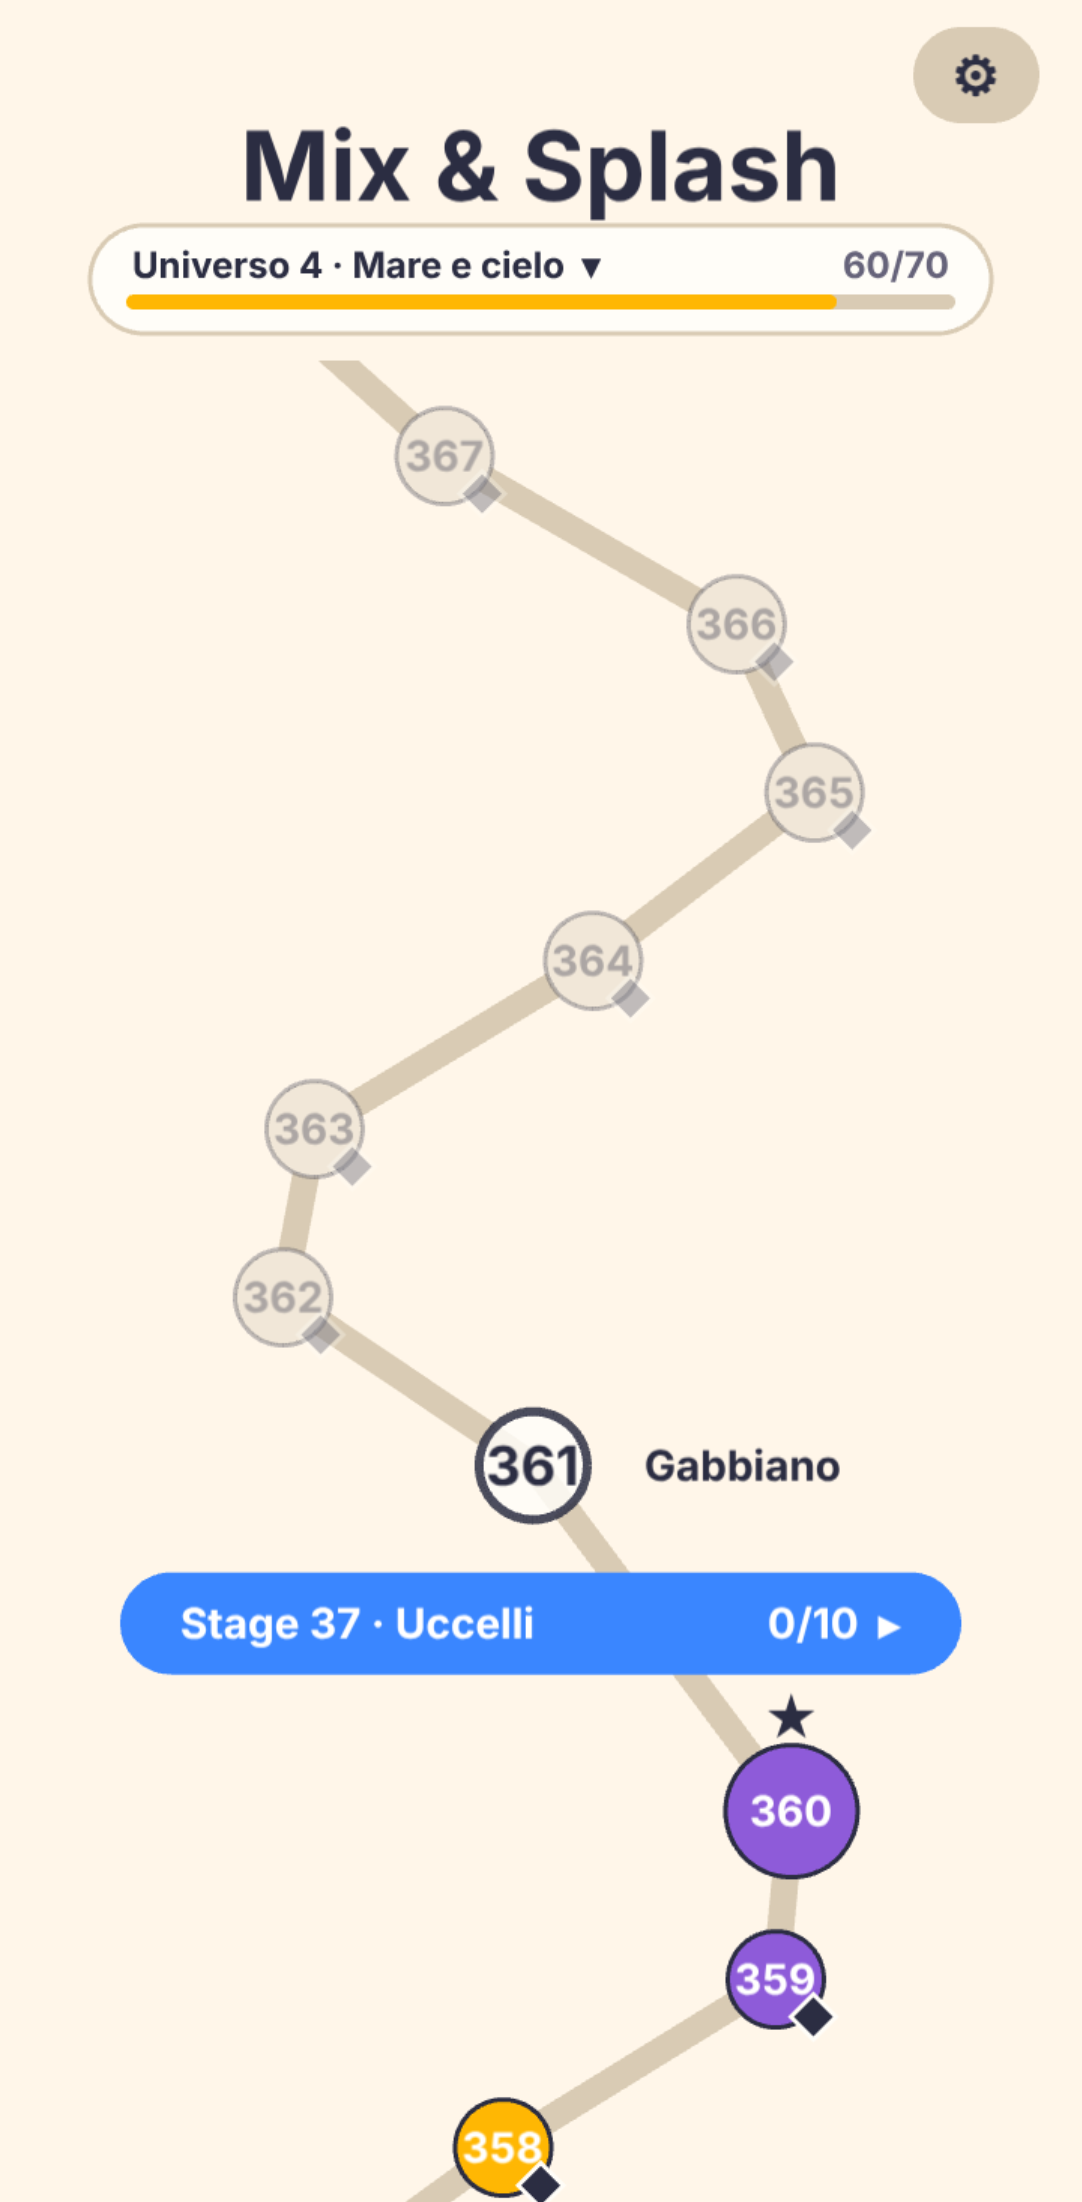 Mix & Splash
Universo 4 · Mare e cielo ▼ 60/70
367
366
365
364
363
362
361 Gabbiano
Stage 37 · Uccelli 0/10 ►
360
359
358